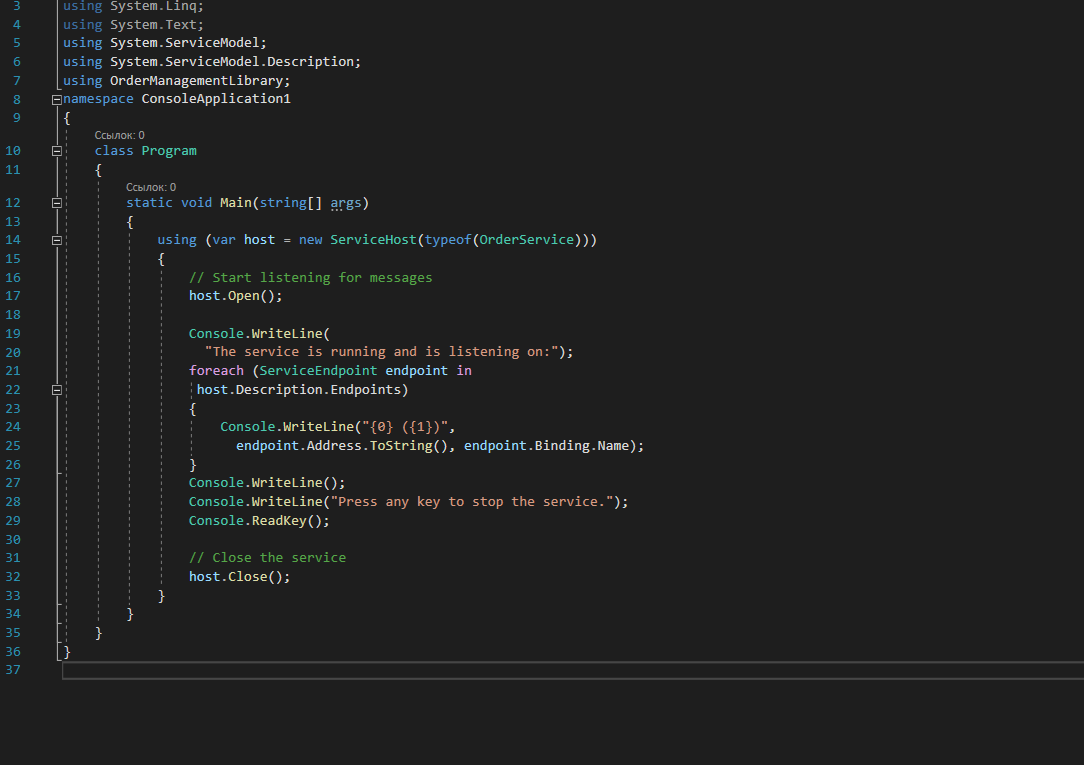 3 using System.Linq;
4 using System.Text;
5 using System.ServiceModel;
6 using System.ServiceModel.Description;
7 using OrderManagementLibrary;
8 namespace ConsoleApplication1
9 {
Ссылок: 0
10 class Program
11 {
Ссылок: 0
12 static void Main(string[] args)
13 {
14 using (var host = new ServiceHost(typeof(OrderService)))
15 {
16 // Start listening for messages
17 host.Open();
18
19 Console.WriteLine(
20 "The service is running and is listening on:");
21 foreach (ServiceEndpoint endpoint in
22 host.Description.Endpoints)
23 {
24 Console.WriteLine("{0} ({1})",
25 endpoint.Address.ToString(), endpoint.Binding.Name);
26 }
27 Console.WriteLine();
28 Console.WriteLine("Press any key to stop the service.");
29 Console.ReadKey();
30
31 // Close the service
32 host.Close();
33 }
34 }
35 }
36 }
37